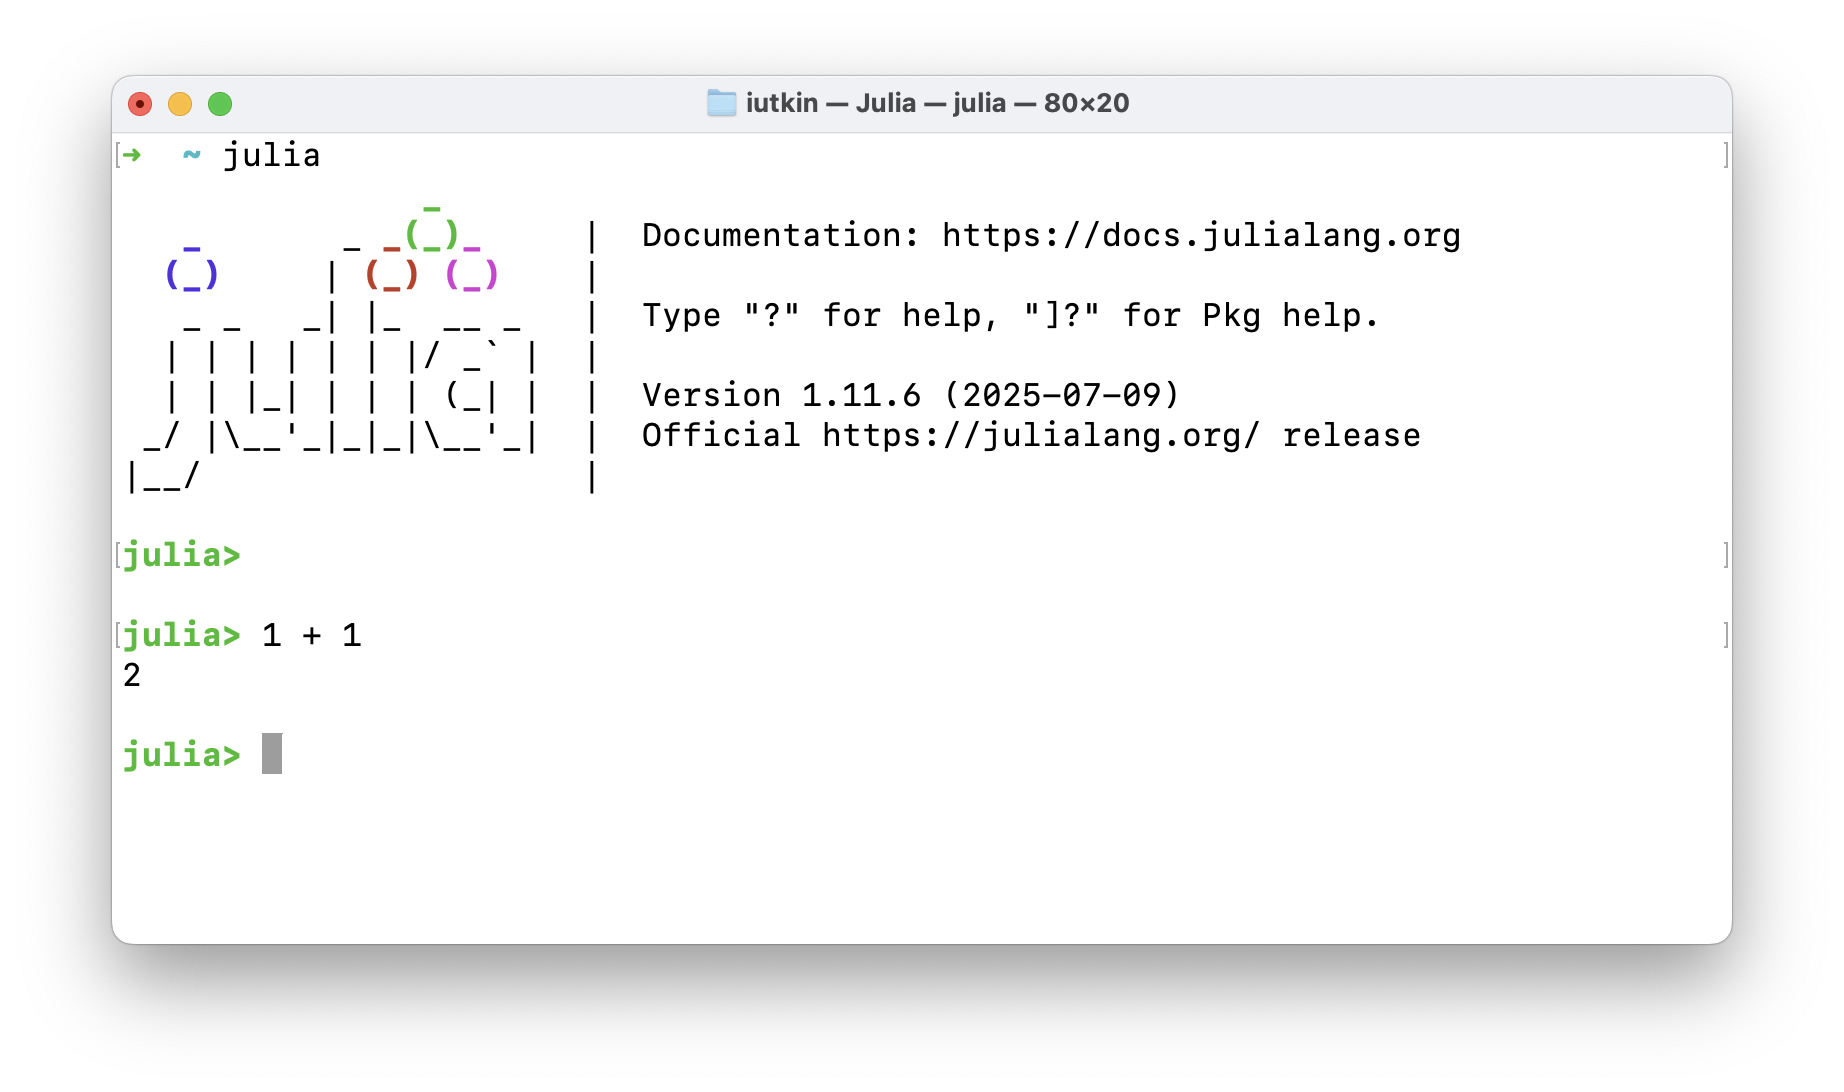 iutkin — Julia — julia — 80×20
[➜  ~ julia ]
               _
   _       _ _(_)_     |  Documentation: https://docs.julialang.org
  (_)     | (_) (_)    |
   _ _   _| |_  __ _   |  Type "?" for help, "]?" for Pkg help.
  | | | | | | |/ _` |  |
  | | |_| | | | (_| |  |  Version 1.11.6 (2025-07-09)
 _/ |\__'_|_|_|\__'_|  |  Official https://julialang.org/ release
|__/                   |
[julia> ]
[julia> 1 + 1 ]
2
julia>